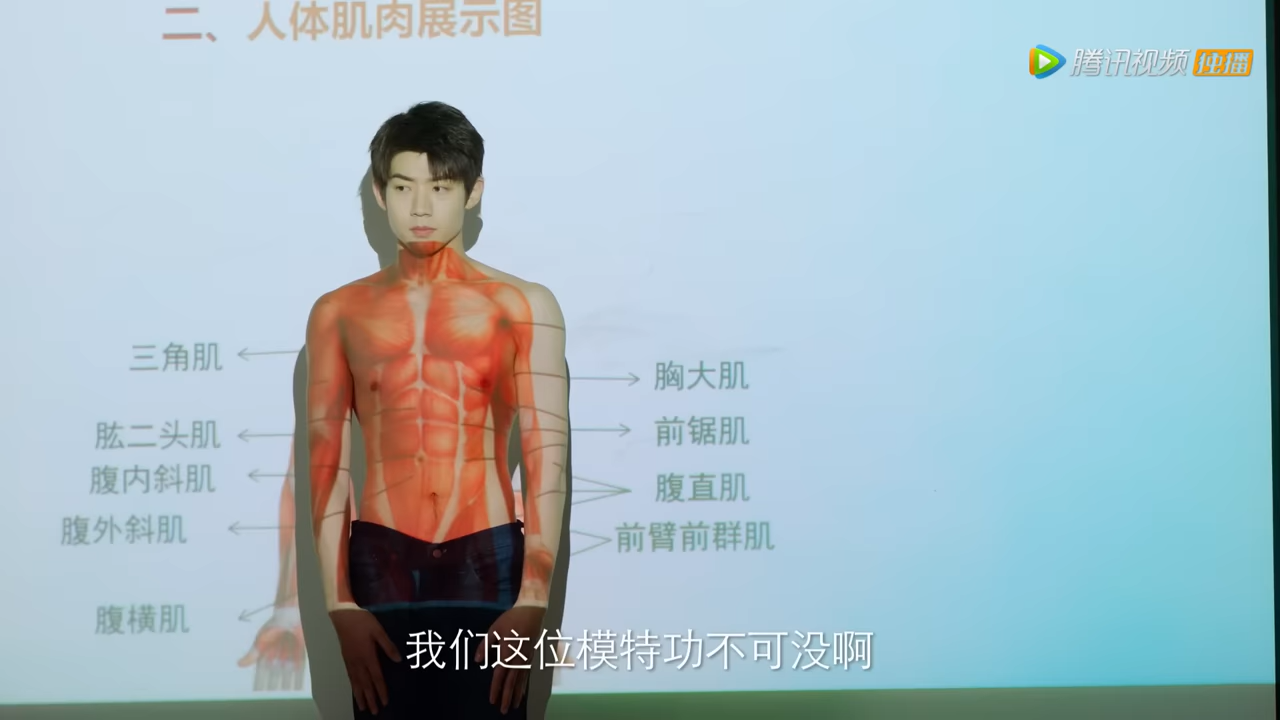 二、人体肌肉展示图
腾讯视频 独播
三角肌
胸大肌
肱二头肌
前锯肌
腹内斜肌
腹直肌
腹外斜肌
前臂前群肌
腹横肌
我们这位模特功不可没啊